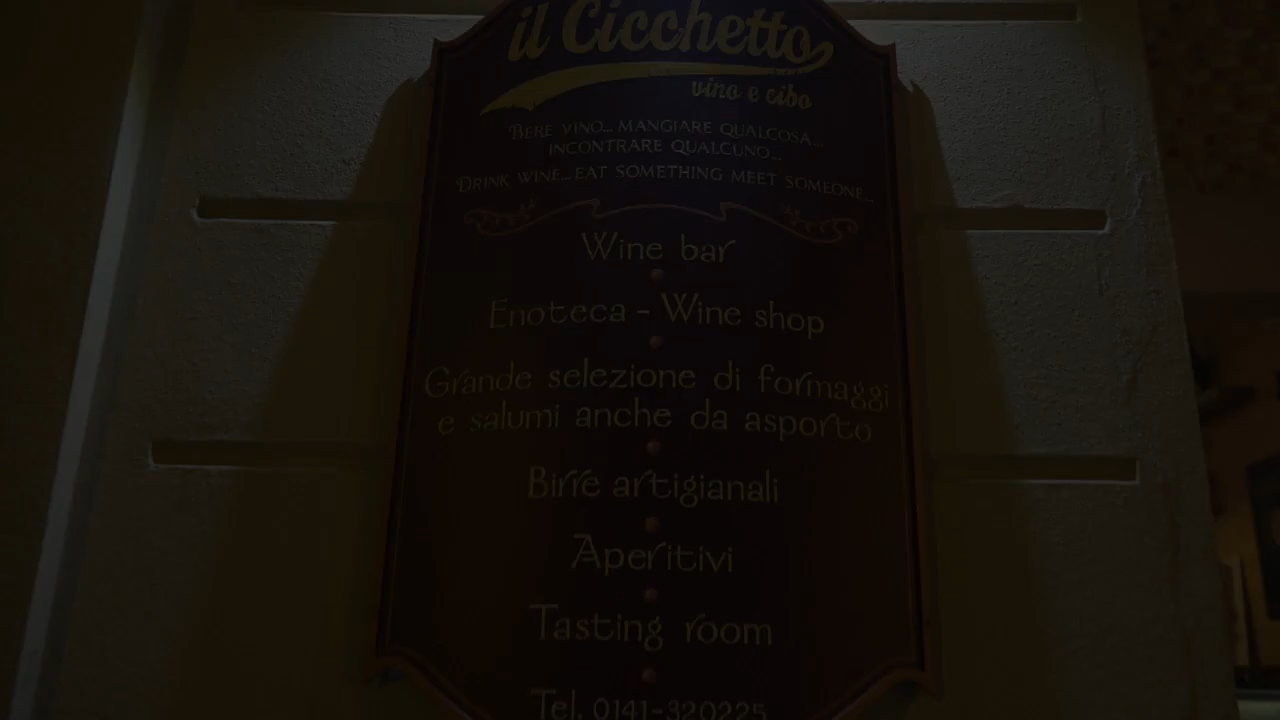 il Cicchetto
vino e cibo
BERE VINO... MANGIARE QUALCOSA...
INCONTRARE QUALCUNO...
DRINK WINE... EAT SOMETHING MEET SOMEONE...
Wine bar
Enoteca - Wine shop
Grande selezione di formaggi
e salumi anche da asporto
Birre artigianali
Aperitivi
Tasting room
Tel. 0141-320225